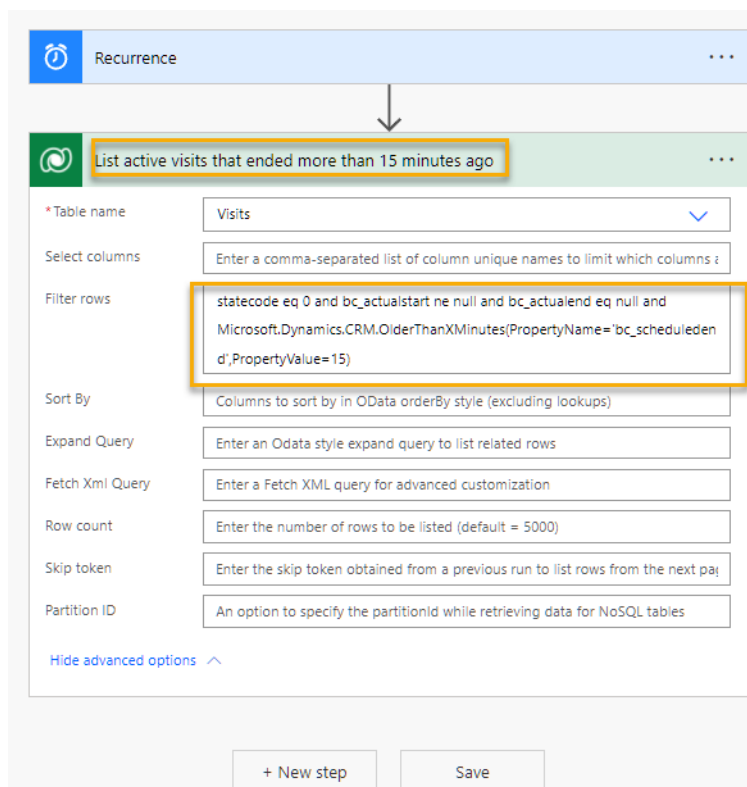 Recurrence
...
List active visits that ended more than 15 minutes ago
...
*Table name
Visits
Select columns
Enter a comma-separated list of column unique names to limit which columns
Filter rows
statecode eq 0 and bc_actualstart ne null and bc_actualend eq null and
Microsoft.Dynamics.CRM.OlderThanXMinutes(PropertyName='bc_scheduleden
d',PropertyValue=15)
Sort By
Columns to sort by in OData orderBy style (excluding lookups)
Expand Query
Enter an Odata style expand query to list related rows
Fetch Xml Query
Enter a Fetch XML query for advanced customization
Row count
Enter the number of rows to be listed (default = 5000)
Skip token
Enter the skip token obtained from a previous run to list rows from the next
Partition ID
An option to specify the partitionId while retrieving data for NoSQL tables
Hide advanced options
+ New step
Save